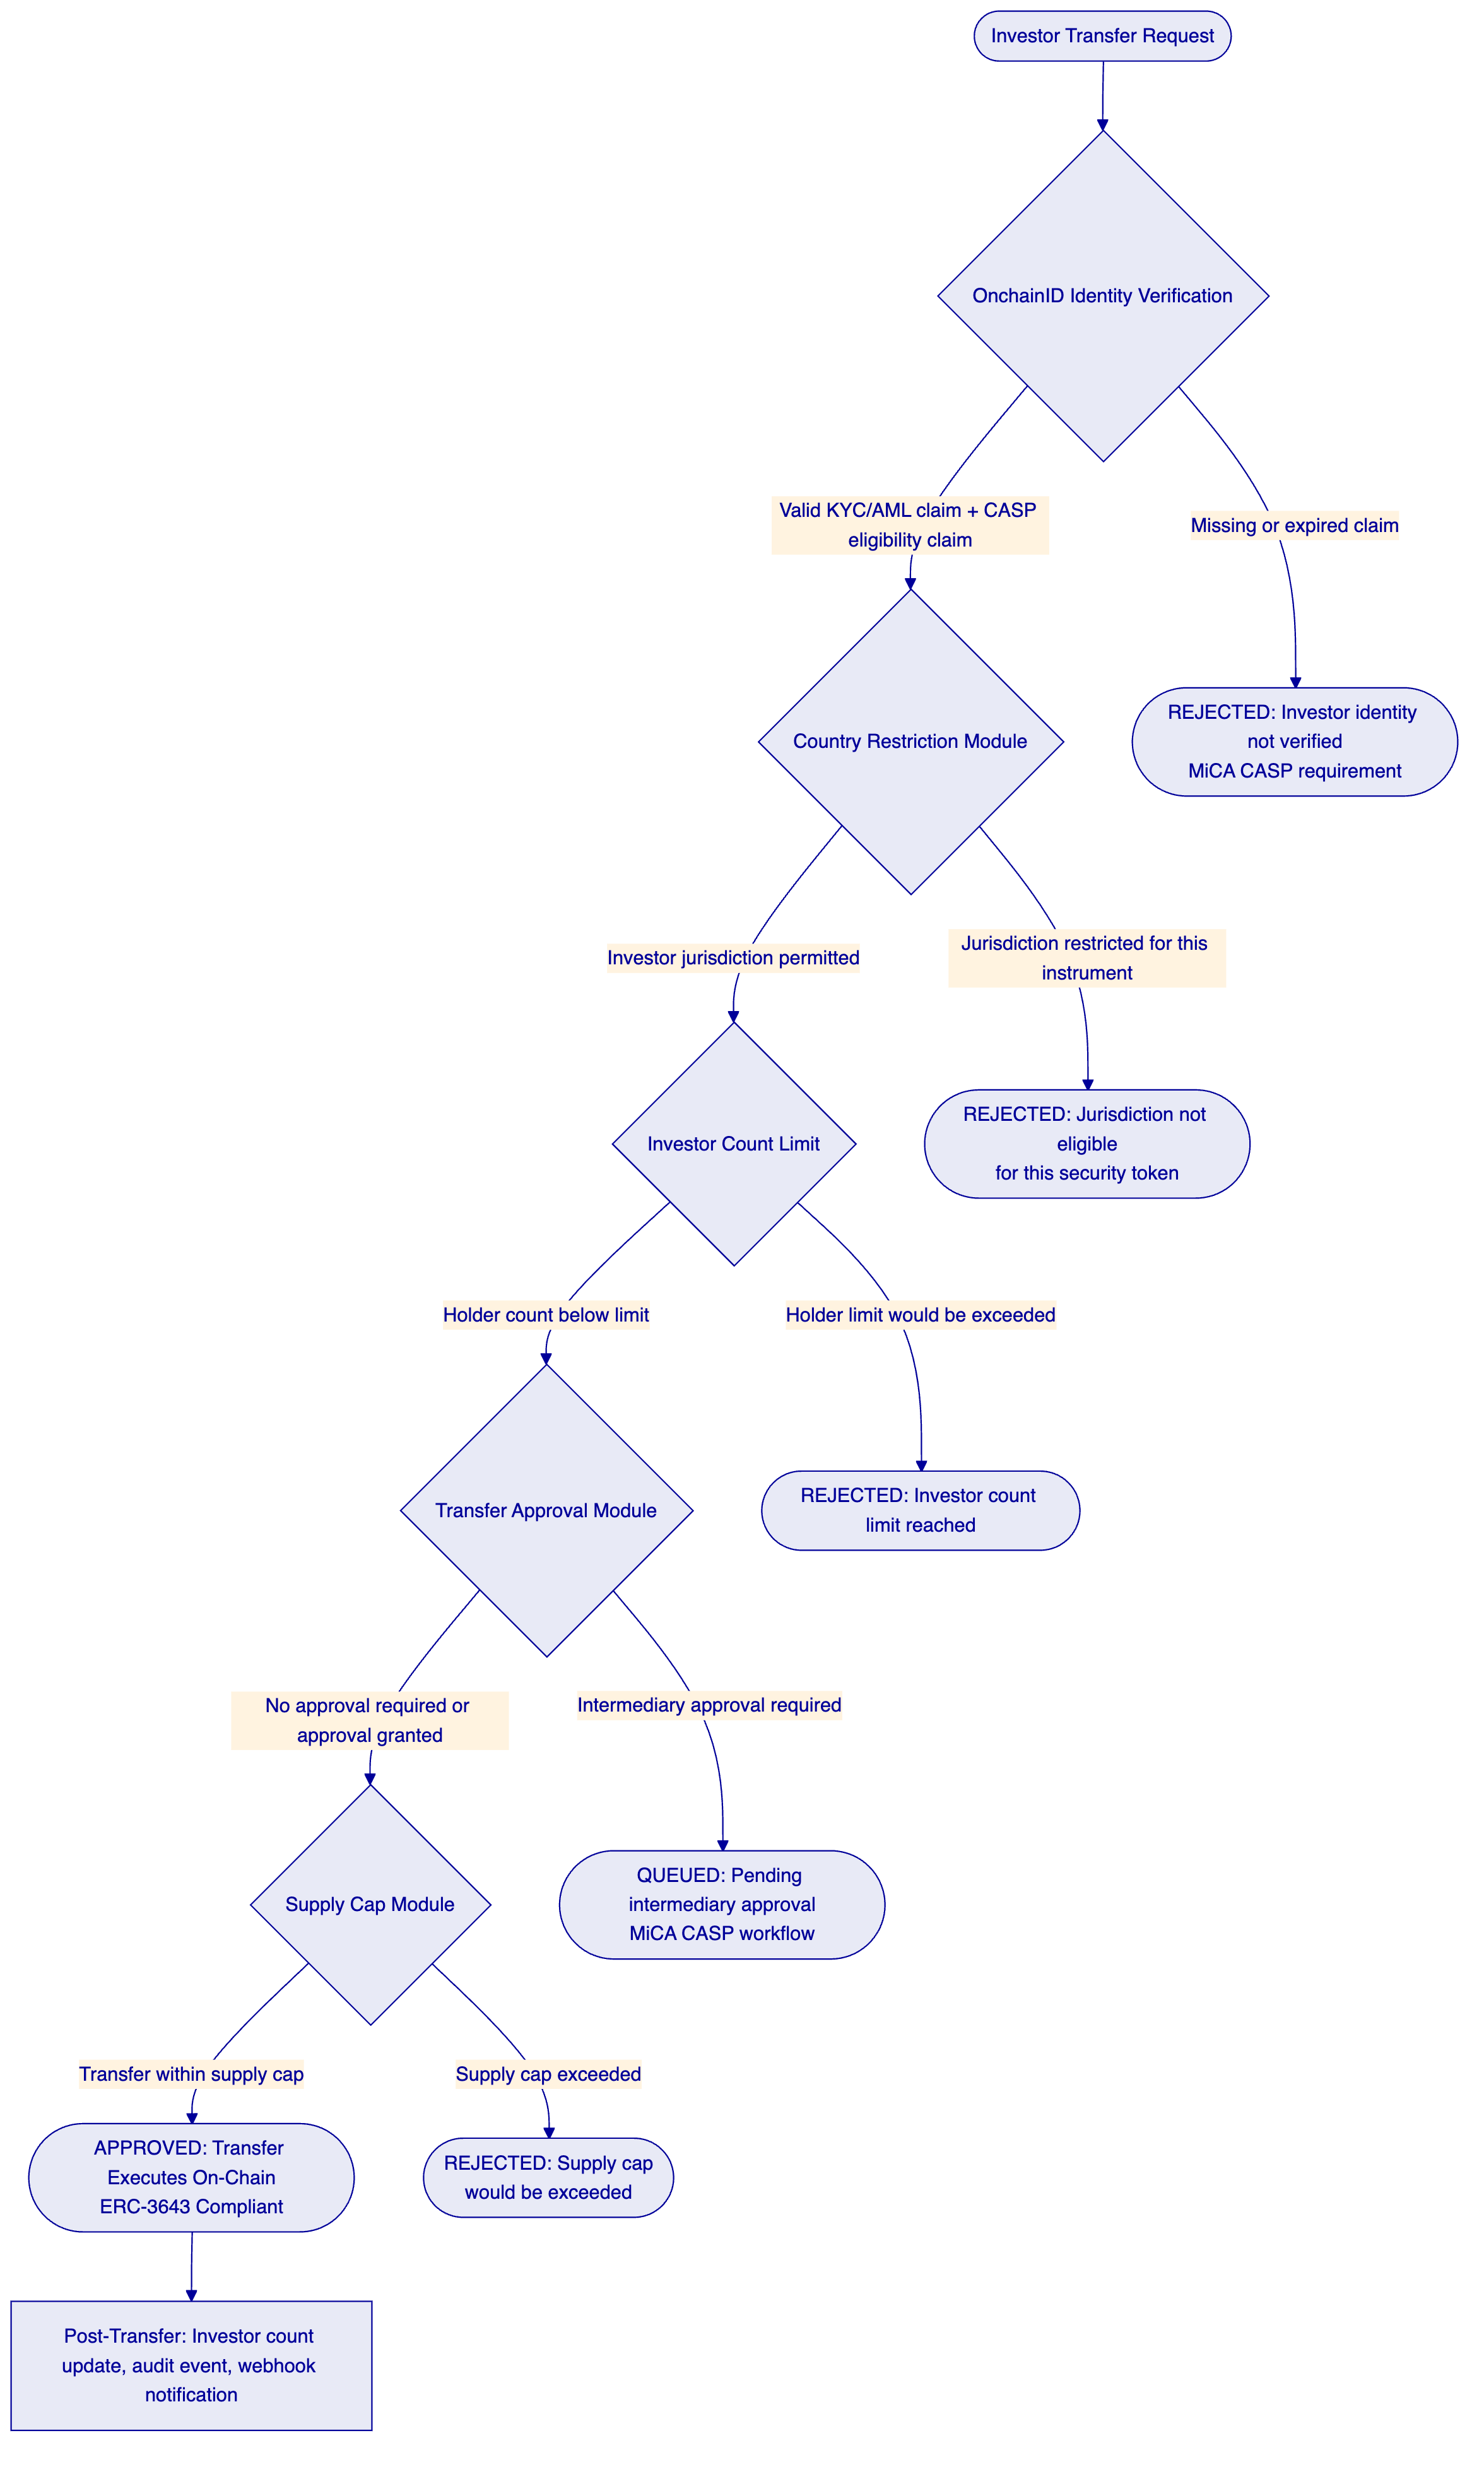 Investor Transfer Request
OnchainID Identity Verification
Valid KYC/AML claim + CASP
eligibility claim
Missing or expired claim
Country Restriction Module
REJECTED: Investor identity
not verified
MiCA CASP requirement
Investor jurisdiction permitted
Jurisdiction restricted for this
instrument
Investor Count Limit
REJECTED: Jurisdiction not
eligible
for this security token
Holder count below limit
Holder limit would be exceeded
Transfer Approval Module
REJECTED: Investor count
limit reached
No approval required or
approval granted
Intermediary approval required
Supply Cap Module
QUEUED: Pending
intermediary approval
MiCA CASP workflow
Transfer within supply cap
Supply cap exceeded
APPROVED: Transfer
Executes On-Chain
ERC-3643 Compliant
REJECTED: Supply cap
would be exceeded
Post-Transfer: Investor count
update, audit event, webhook
notification